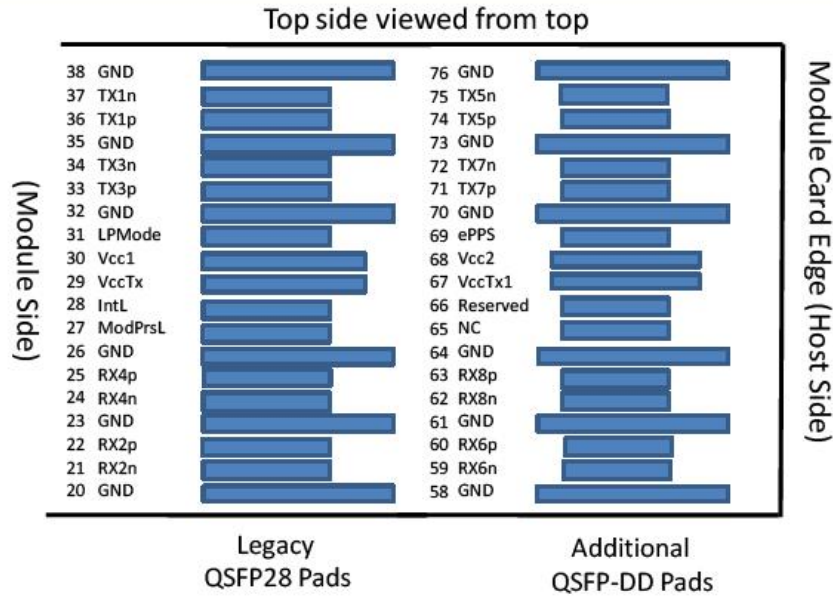 Top side viewed from top
38 GND 76 GND
37 TX1n 75 TX5n
36 TX1p 74 TX5p
35 GND 73 GND
34 TX3n 72 TX7n
33 TX3p 71 TX7p
32 GND 70 GND
31 LPMode 69 ePPS
30 Vcc1 68 Vcc2
29 VccTx 67 VccTx1
28 IntL 66 Reserved
27 ModPrsL 65 NC
26 GND 64 GND
25 RX4p 63 RX8p
24 RX4n 62 RX8n
23 GND 61 GND
22 RX2p 60 RX6p
21 RX2n 59 RX6n
20 GND 58 GND
(Module Side)
Module Card Edge (Host Side)
Legacy
QSFP28 Pads
Additional
QSFP-DD Pads